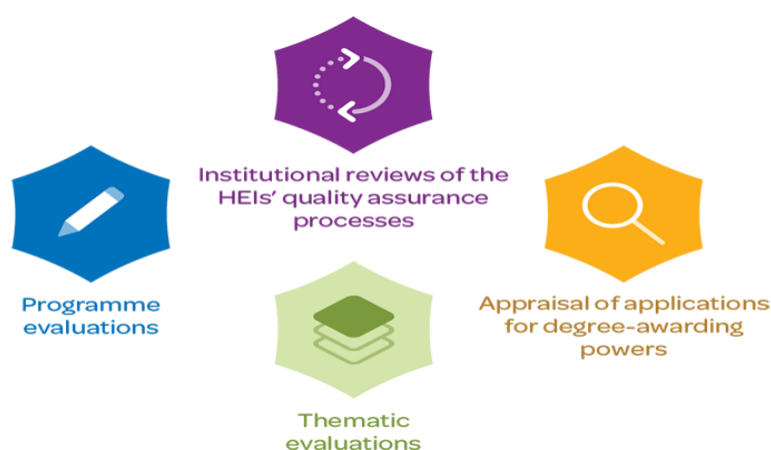 Institutional reviews of the
HEIs' quality assurance
processes
Programme
evaluations
Appraisal of applications
for degree-awarding
powers
Thematic
evaluations